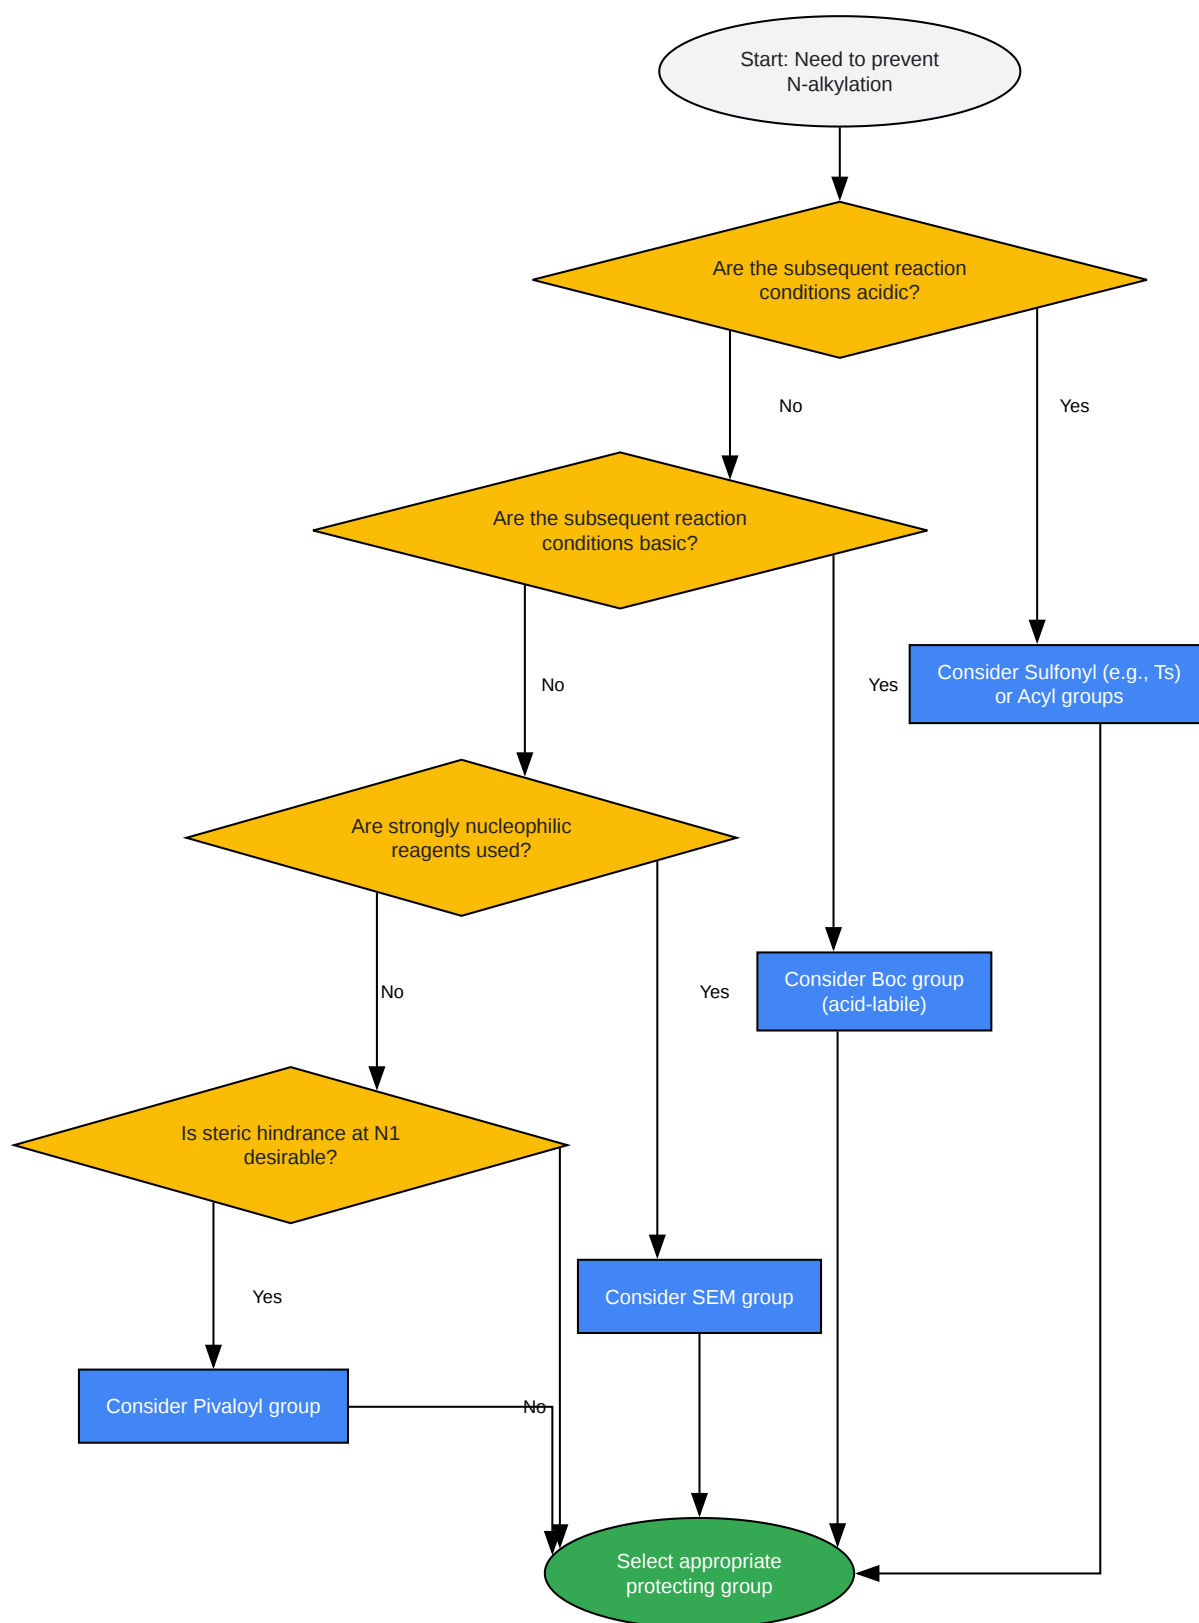 Start: Need to prevent
N-alkylation
Are the subsequent reaction
conditions acidic?
No
Yes
Are the subsequent reaction
conditions basic?
No
Yes
Consider Sulfonyl (e.g., Ts)
or Acyl groups
Are strongly nucleophilic
reagents used?
No
Yes
Consider Boc group
(acid-labile)
Is steric hindrance at N1
desirable?
Yes
Consider SEM group
Consider Pivaloyl group
No
Select appropriate
protecting group